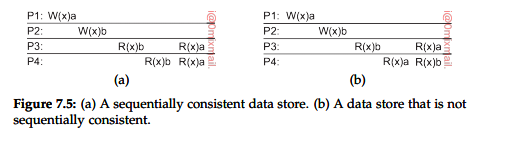 P1: W(x)a
P2: W(x)b
P3: R(x)b R(x)a
P4: R(x)b R(x)a
(a)
P1: W(x)a
P2: W(x)b
P3: R(x)b R(x)a
P4: R(x)a R(x)b
(b)
Figure 7.5: (a) A sequentially consistent data store. (b) A data store that is not
sequentially consistent.